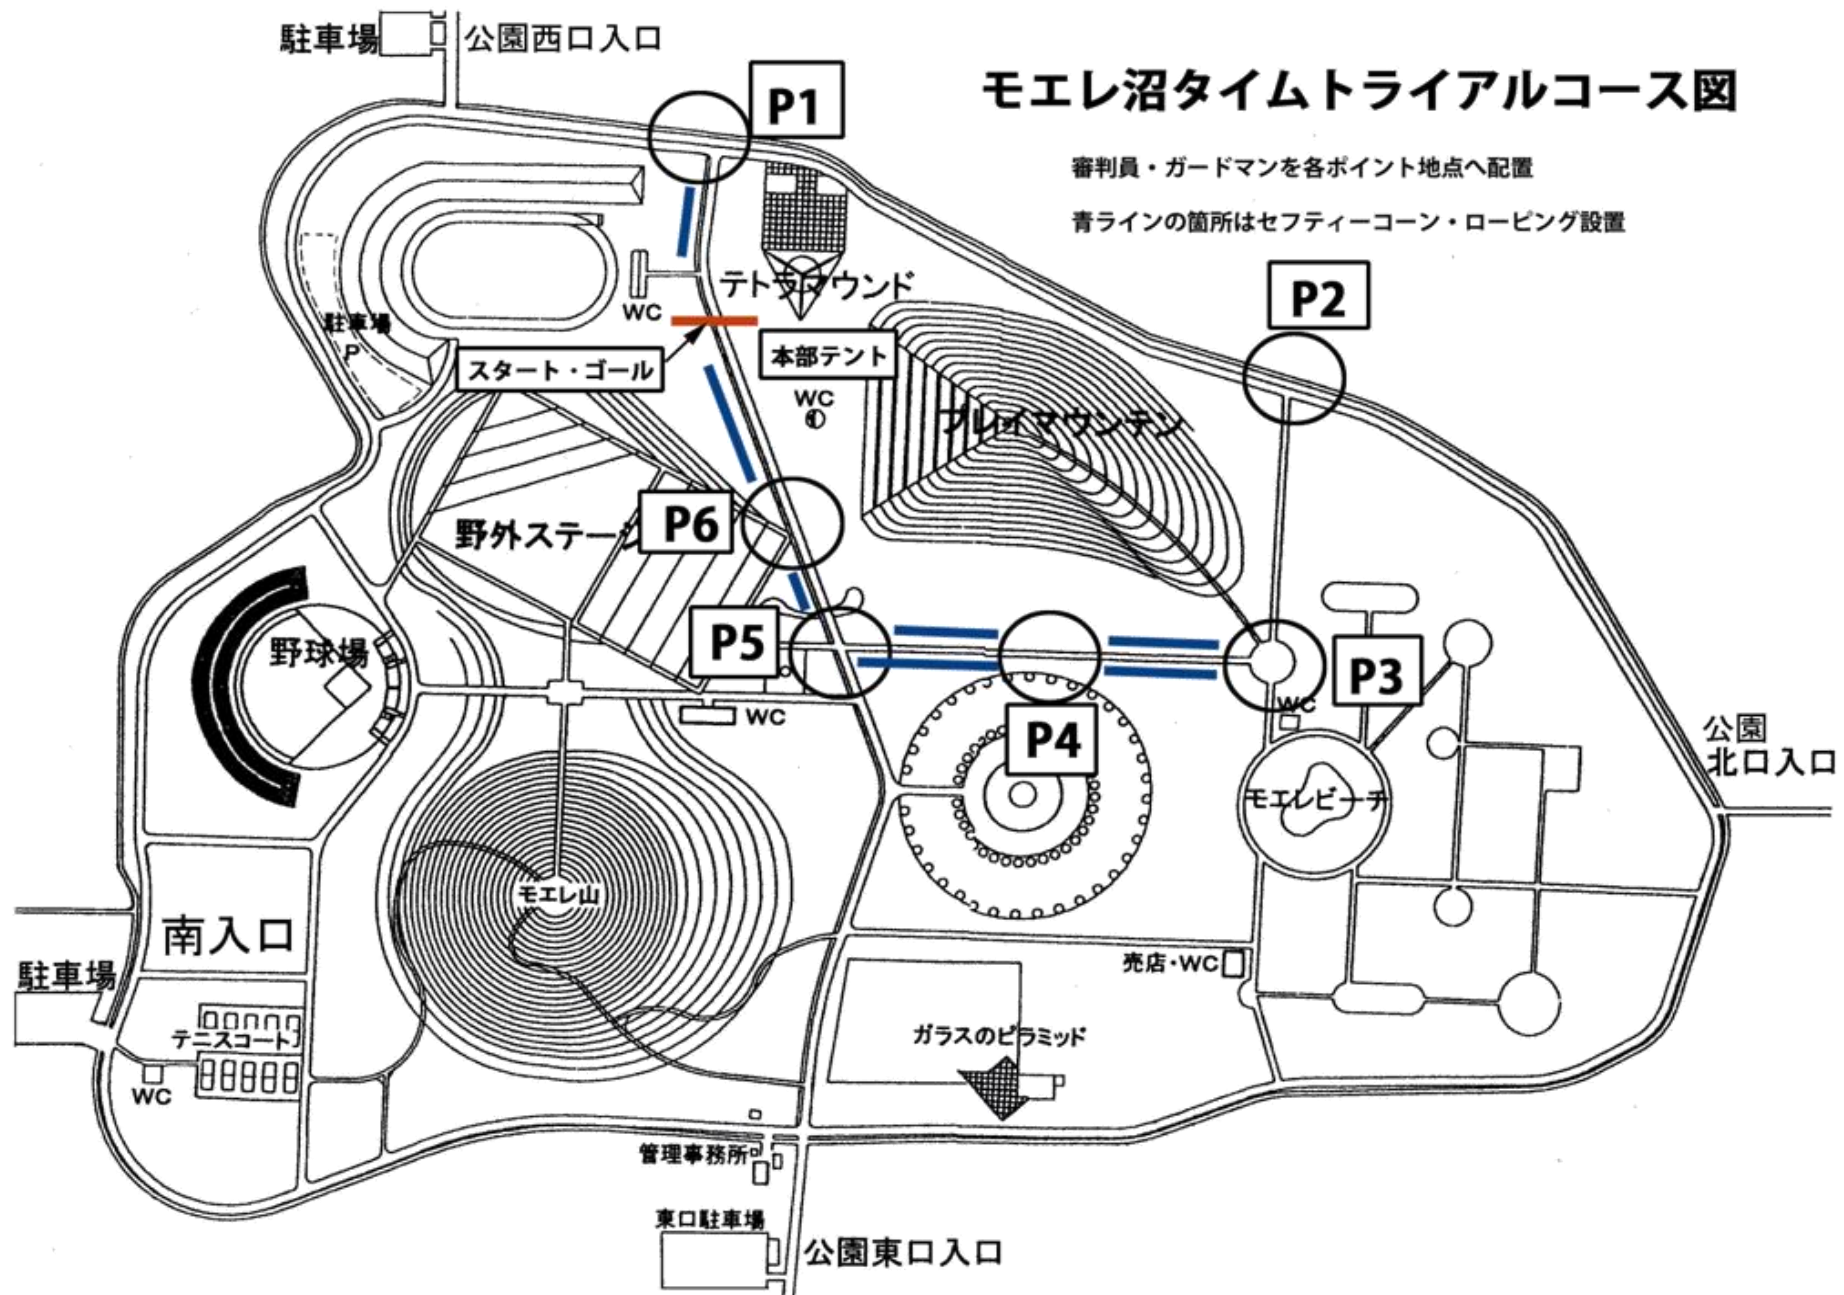 駐車場
公園西口入口
P1
モエレ沼タイムトライアルコース図
審判員・ガードマンを各ポイント地点へ配置
青ラインの箇所はセフティーコーン・ローピング設置
P2
テトラマウンド
WC
駐車場
P
スタート・ゴール
本部テント
WC
プレイマウンテン
P6
野外ステージ
P5
P3
野球場
WC
WC
P4
公園
北口入口
モエレビーチ
モエレ山
南入口
売店・WC
駐車場
テニスコート
ガラスのピラミッド
WC
管理事務所
東口駐車場
公園東口入口